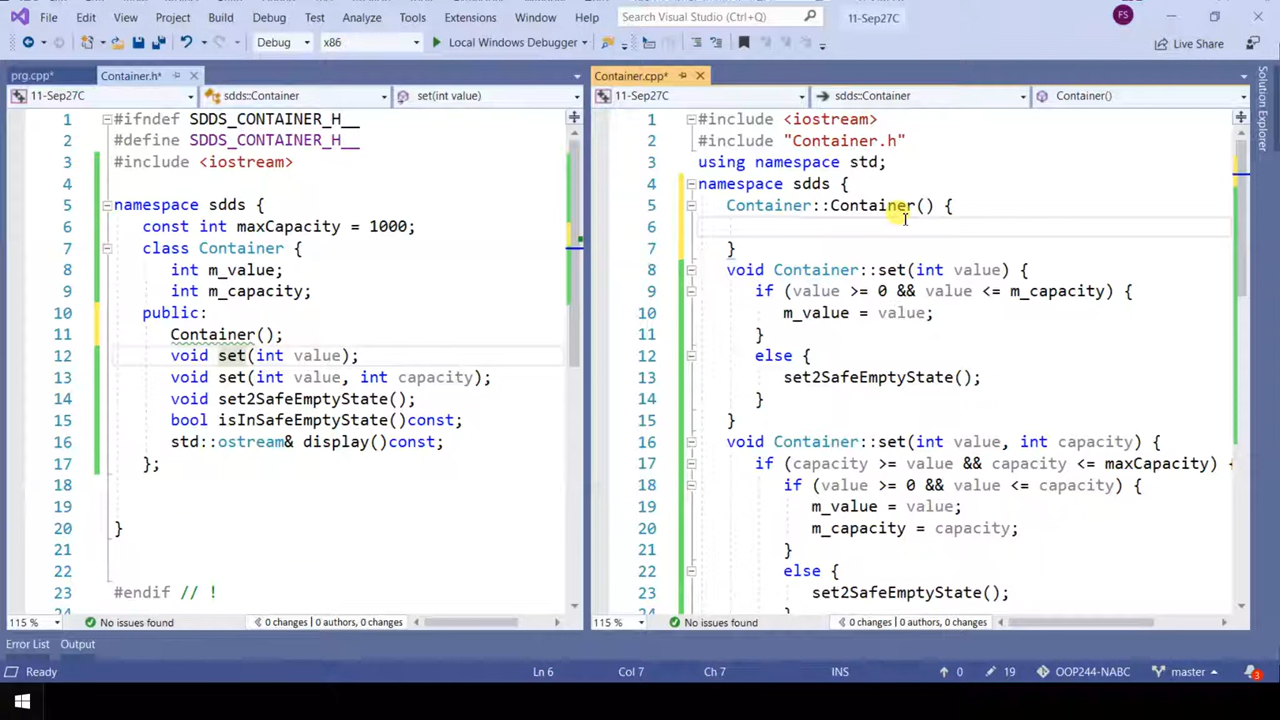 File Edit View Project Build Debug Test Analyze Tools Extensions Window Help Search Visual Studio (Ctrl+Q) 11-Sep27C FS
Debug x86 Local Windows Debugger Live Share
prg.cpp* Container.h*
11-Sep27C sdds::Container set(int value)
1 #ifndef SDDS_CONTAINER_H__
2 #define SDDS_CONTAINER_H__
3 #include <iostream>
4
5 namespace sdds {
6 const int maxCapacity = 1000;
7 class Container {
8 int m_value;
9 int m_capacity;
10 public:
11 Container();
12 void set(int value);
13 void set(int value, int capacity);
14 void set2SafeEmptyState();
15 bool isInSafeEmptyState()const;
16 std::ostream& display()const;
17 };
18
19
20 }
21
22
23 #endif // !
24
115 % No issues found 0 changes | 0 authors, 0 changes
Container.cpp*
11-Sep27C sdds::Container Container()
1 #include <iostream>
2 #include "Container.h"
3 using namespace std;
4 namespace sdds {
5 Container::Container() {
6
7 }
8 void Container::set(int value) {
9 if (value >= 0 && value <= m_capacity) {
10 m_value = value;
11 }
12 else {
13 set2SafeEmptyState();
14 }
15 }
16 void Container::set(int value, int capacity) {
17 if (capacity >= value && capacity <= maxCapacity) {
18 if (value >= 0 && value <= capacity) {
19 m_value = value;
20 m_capacity = capacity;
21 }
22 else {
23 set2SafeEmptyState();
24 }
115 % No issues found 0 changes | 0 authors, 0 changes
Solution Explorer
Error List Output
Ready Ln 6 Col 7 Ch 7 INS 0 19 OOP244-NABC master 3